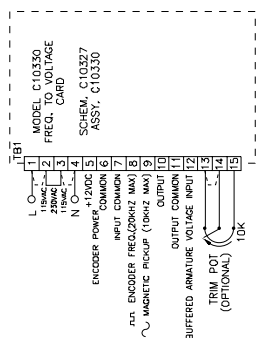 MODEL C10330
FREQ. TO VOLTAGE
CARD
SCHEM, C10327
ASSY, C10330
TB1
1
2
3
4
5
6
7
8
9
10
11
12
13
14
15
L
115VAC
230VAC
115VAC
N
+12VDC
ENCODER POWER COMMON
INPUT COMMON
ENCODER FREQ.(20KHZ MAX)
MAGNETIC PICKUP (10KHZ MAX)
OUTPUT
OUTPUT COMMON
BUFFERED ARMATURE VOLTAGE INPUT
TRIM POT
(OPTIONAL)
10K